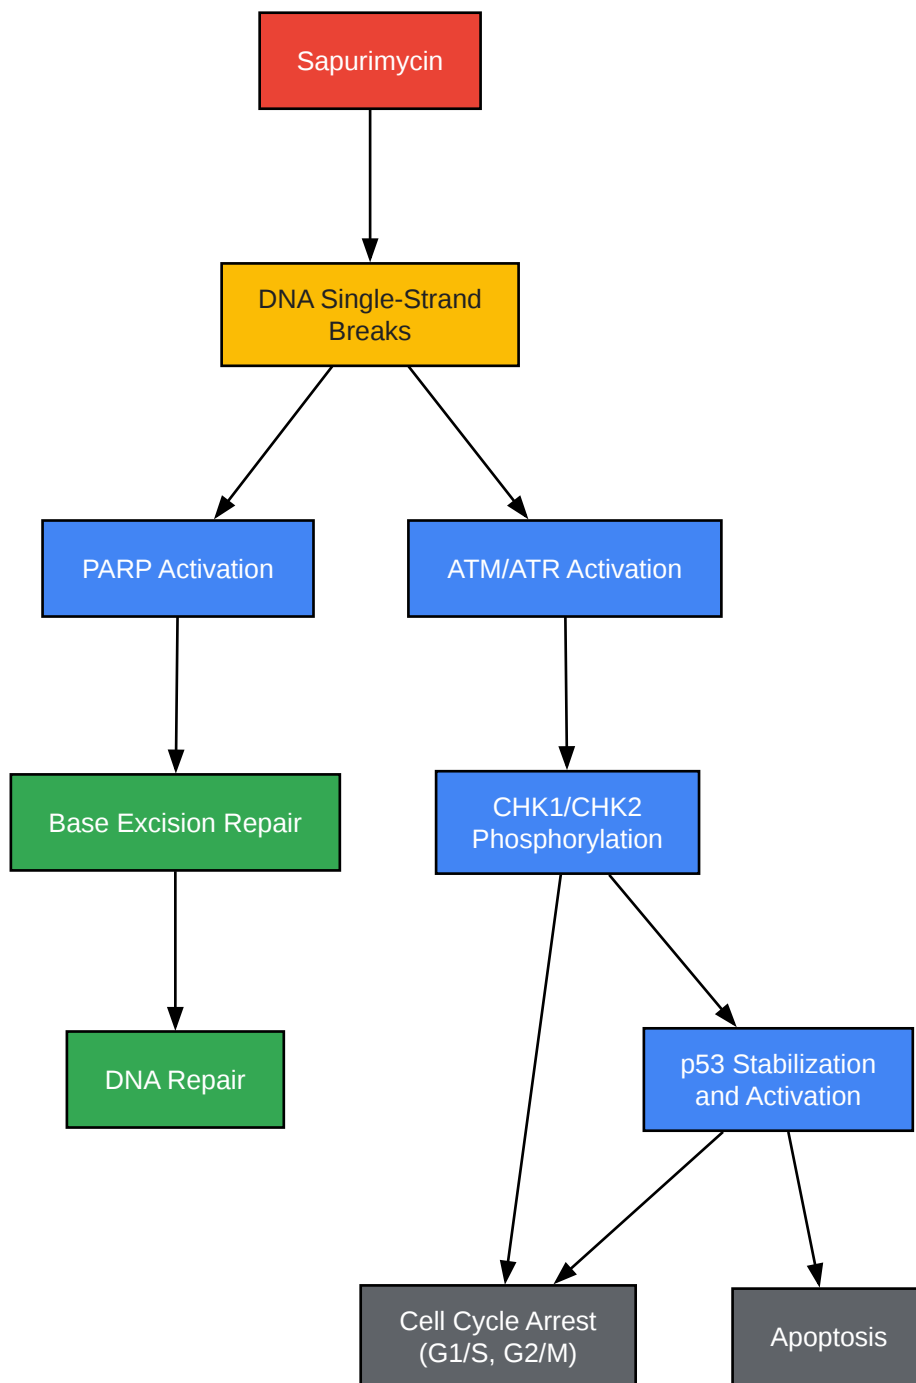 Sapurimycin
DNA Single-Strand
Breaks
PARP Activation
ATM/ATR Activation
Base Excision Repair
CHK1/CHK2
Phosphorylation
DNA Repair
p53 Stabilization
and Activation
Cell Cycle Arrest
(G1/S, G2/M)
Apoptosis